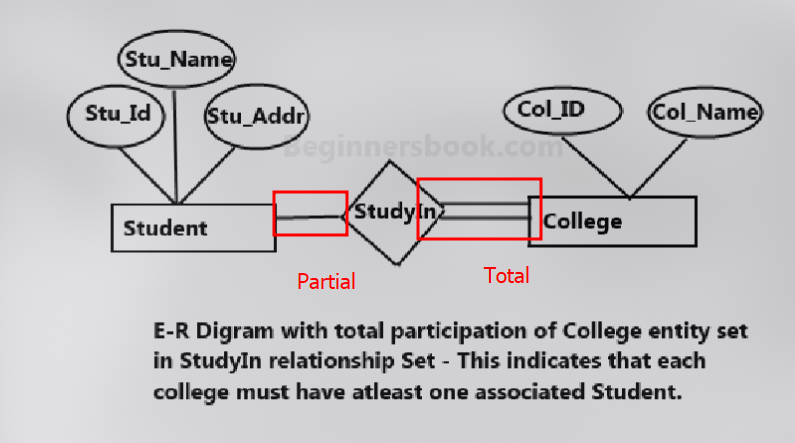 Stu_Name
Stu_Id
Stu_Addr
Col_ID
Col_Name
Beginnersbook.com
Student
StudyIn
College
Partial
Total
E-R Digram with total participation of College entity set
in StudyIn relationship Set - This indicates that each
college must have atleast one associated Student.